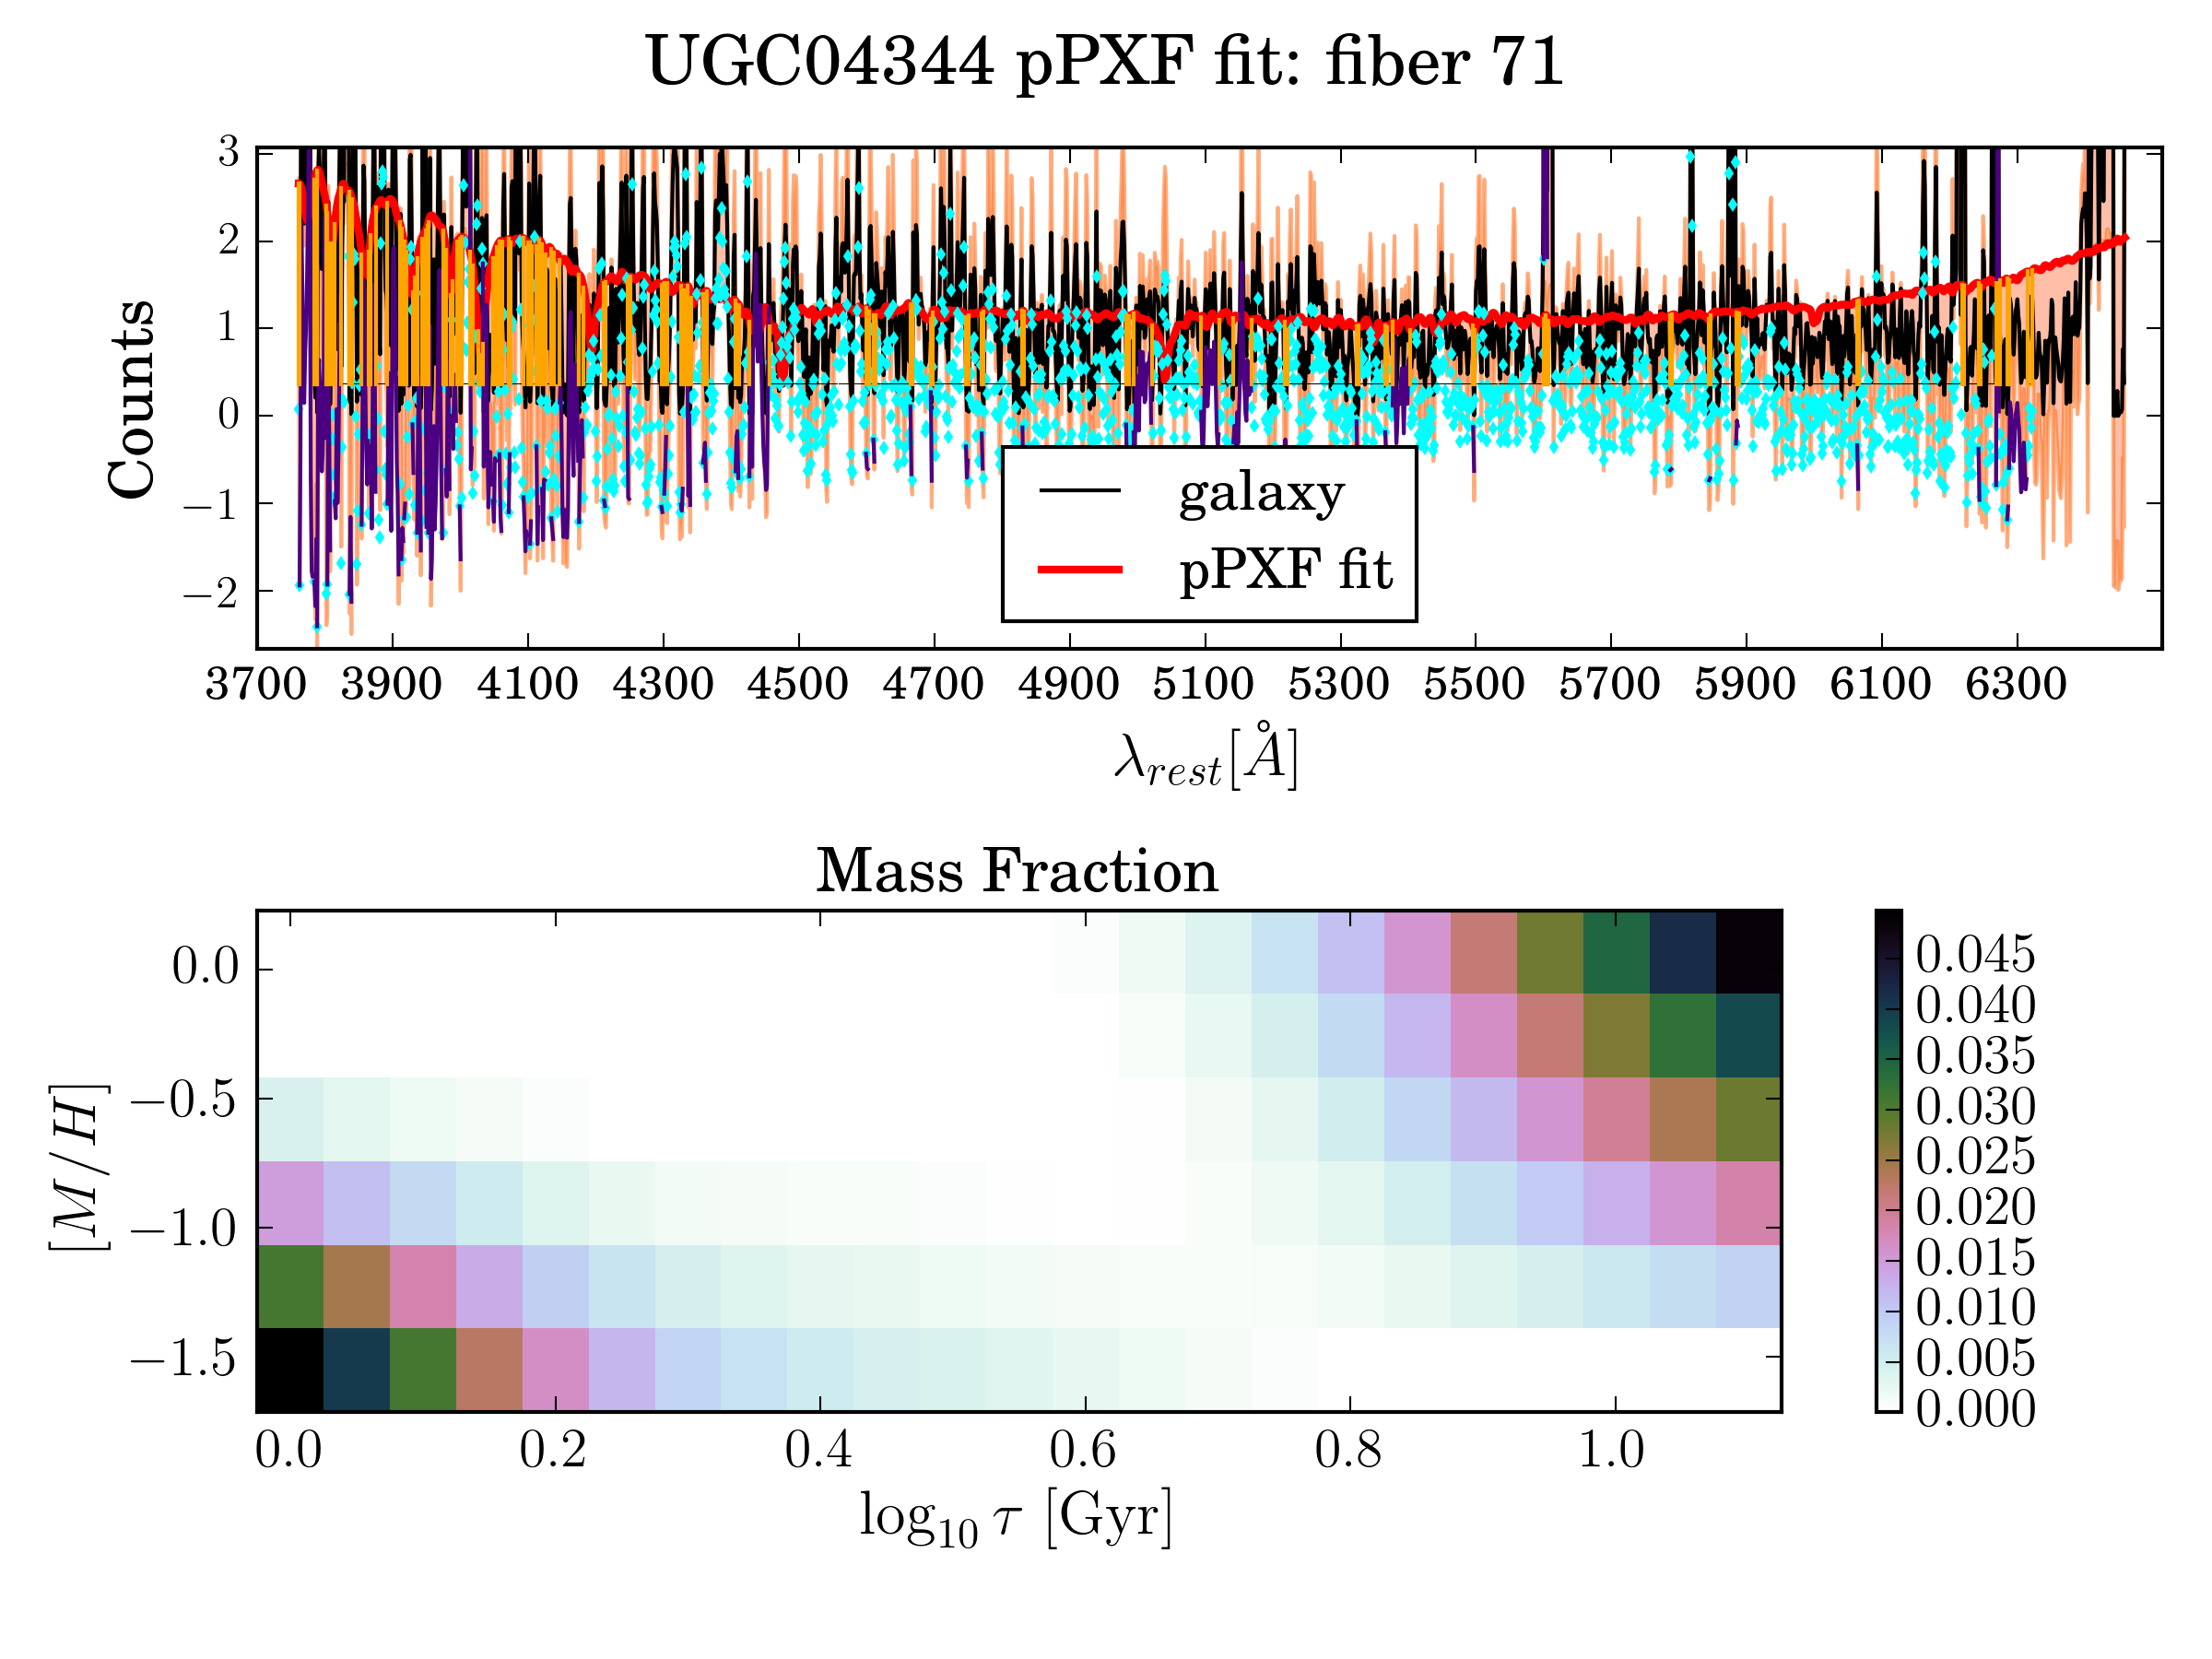 UGC04344 pPXF fit: fiber 71
3
2
1
0
−1
−2
Counts
galaxy
pPXF fit
3700 3900 4100 4300 4500 4700 4900 5100 5300 5500 5700 5900 6100 6300
λrest[Å]
Mass Fraction
0.0
−0.5
−1.0
−1.5
[M/H]
0.0 0.2 0.4 0.6 0.8 1.0
log10 τ [Gyr]
0.045
0.040
0.035
0.030
0.025
0.020
0.015
0.010
0.005
0.000